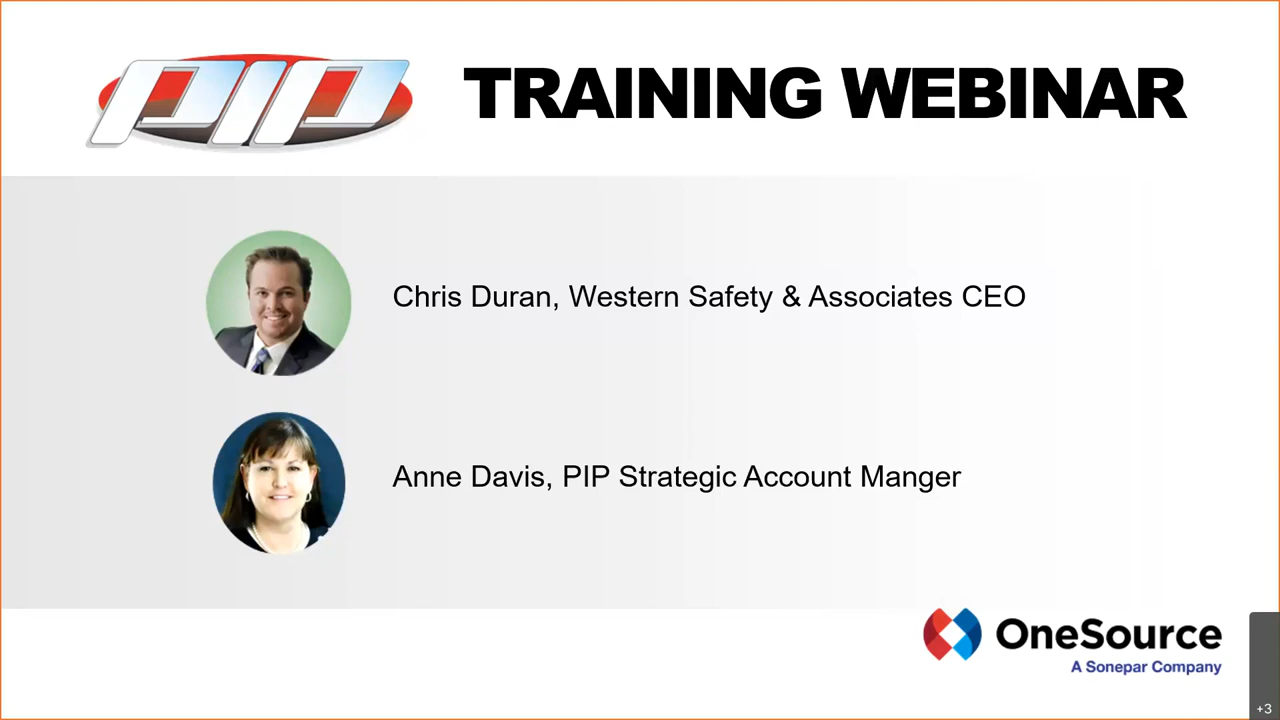 PIP TRAINING WEBINAR
Chris Duran, Western Safety & Associates CEO
Anne Davis, PIP Strategic Account Manger
OneSource
A Sonepar Company
+3